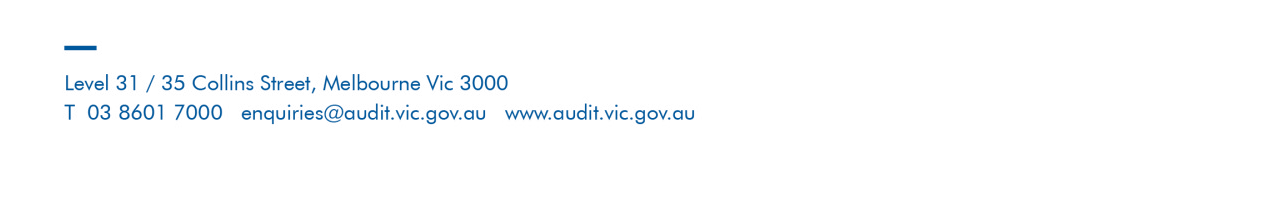 Level 31 / 35 Collins Street, Melbourne Vic 3000
T 03 8601 7000 enquiries@audit.vic.gov.au www.audit.vic.gov.au